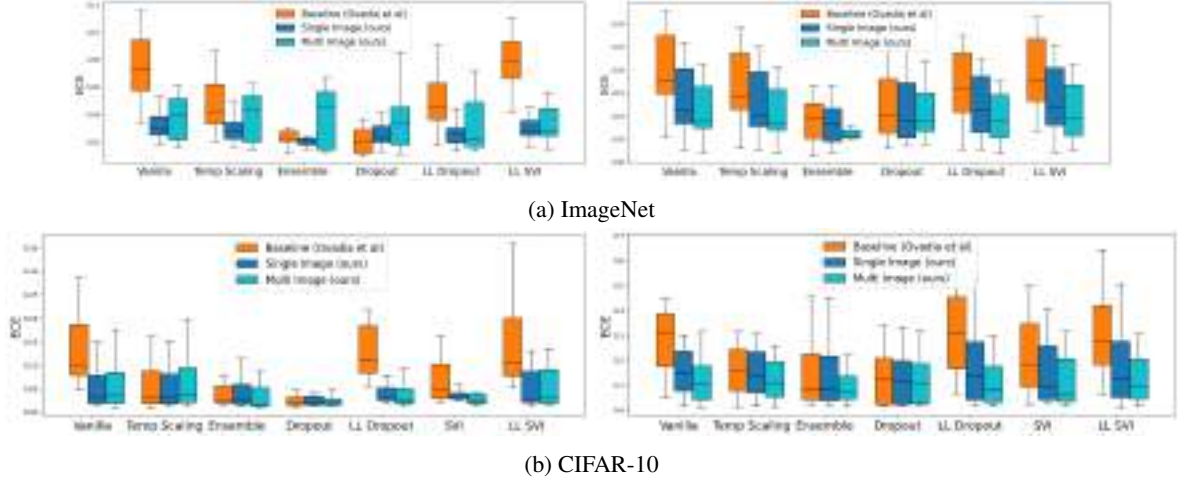 Baseline (Ovadia et al)
Single Image (ours)
Multi Image (ours)
ECE
Vanilla Temp Scaling Ensemble Dropout LL Dropout LL SVI
Baseline (Ovadia et al)
Single Image (ours)
Multi Image (ours)
Vanilla Temp Scaling Ensemble Dropout LL Dropout LL SVI
(a) ImageNet
Baseline (Ovadia et al)
Single Image (ours)
Multi Image (ours)
ECE
Vanilla Temp Scaling Ensemble Dropout LL Dropout SVI LL SVI
Baseline (Ovadia et al)
Single Image (ours)
Multi Image (ours)
Vanilla Temp Scaling Ensemble Dropout LL Dropout SVI LL SVI
(b) CIFAR-10